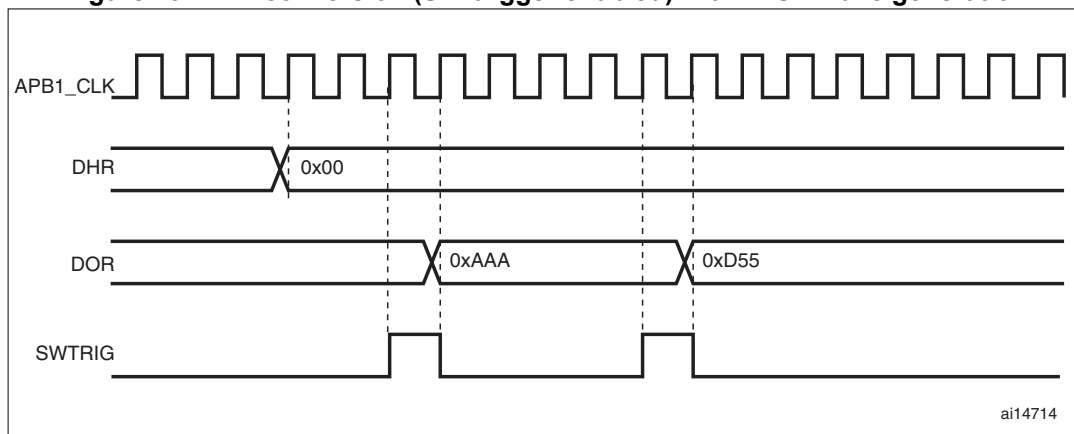 APB1_CLK
DHR
0x00
DOR
0xAAA
0xD55
SWTRIG
ai14714